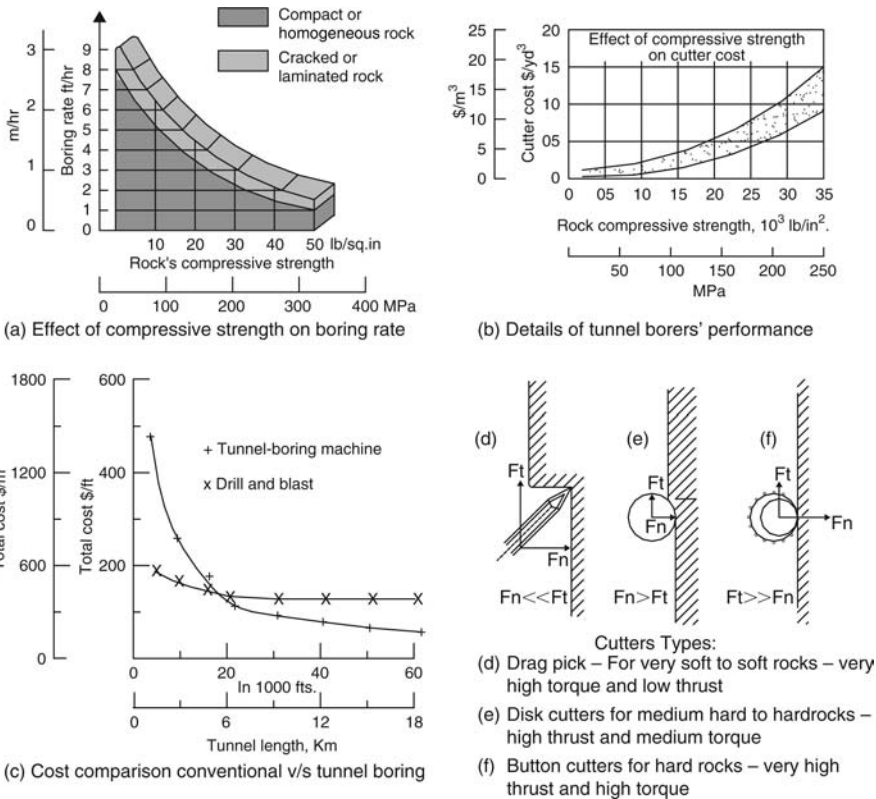 Compact or
homogeneous rock
Cracked or
laminated rock
m/hr
3
2
1
0
Boring rate ft/hr
9
8
7
6
5
4
3
2
1
10 20 30 40 50 lb/sq.in
Rock's compressive strength
0 100 200 300 400 MPa
(a) Effect of compressive strength on boring rate
$/m³
25
20
15
10
5
0
Cutter cost $/yd³
20
15
10
05
0
Effect of compressive strength
on cutter cost
0 05 10 15 20 25 30 35
Rock compressive strength, 10³ lb/in².
50 100 150 200 250
MPa
(b) Details of tunnel borers' performance
Total cost $/m
1800
1200
600
0
Total cost $/ft
600
400
200
+ Tunnel-boring machine
x Drill and blast
0 20 40 60
In 1000 fts.
0 6 12 18
Tunnel length, Km
(c) Cost comparison conventional v/s tunnel boring
(d) (e) (f)
Ft Ft Ft
Fn Fn Fn
Fn<<Ft Fn>Ft Ft>>Fn
Cutters Types:
(d) Drag pick – For very soft to soft rocks – very
high torque and low thrust
(e) Disk cutters for medium hard to hardrocks –
high thrust and medium torque
(f) Button cutters for hard rocks – very high
thrust and high torque